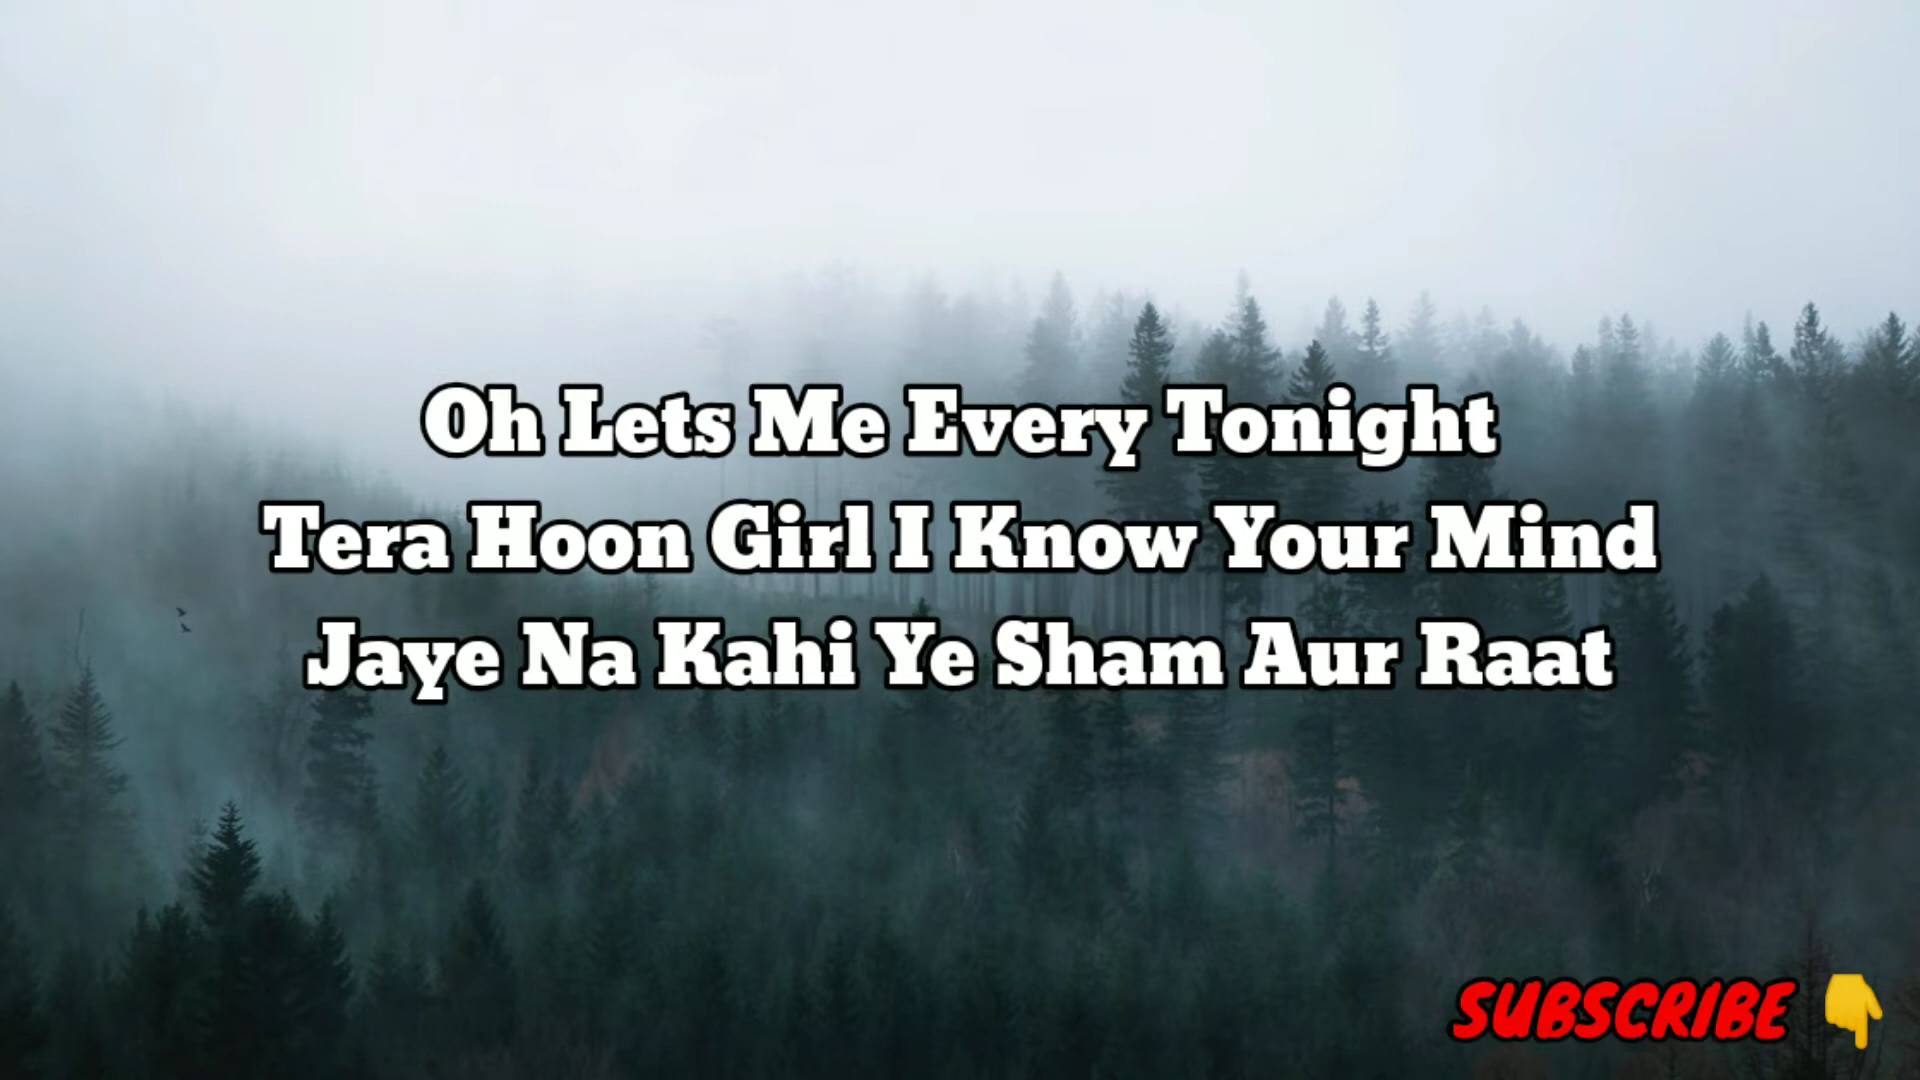 Oh Lets Me Every Tonight
Tera Hoon Girl I Know Your Mind
Jaye Na Kahi Ye Sham Aur Raat
SUBSCRIBE 👇